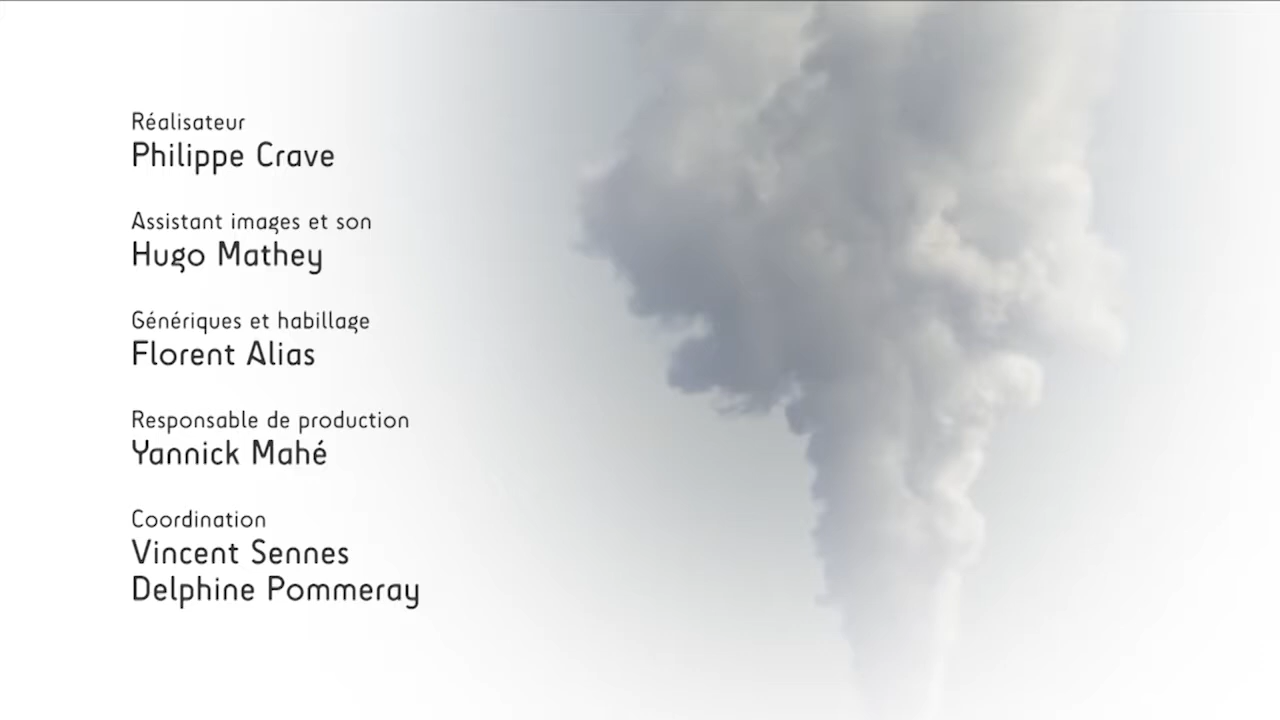 Réalisateur
Philippe Crave
Assistant images et son
Hugo Mathey
Génériques et habillage
Florent Alias
Responsable de production
Yannick Mahé
Coordination
Vincent Sennes
Delphine Pommeray